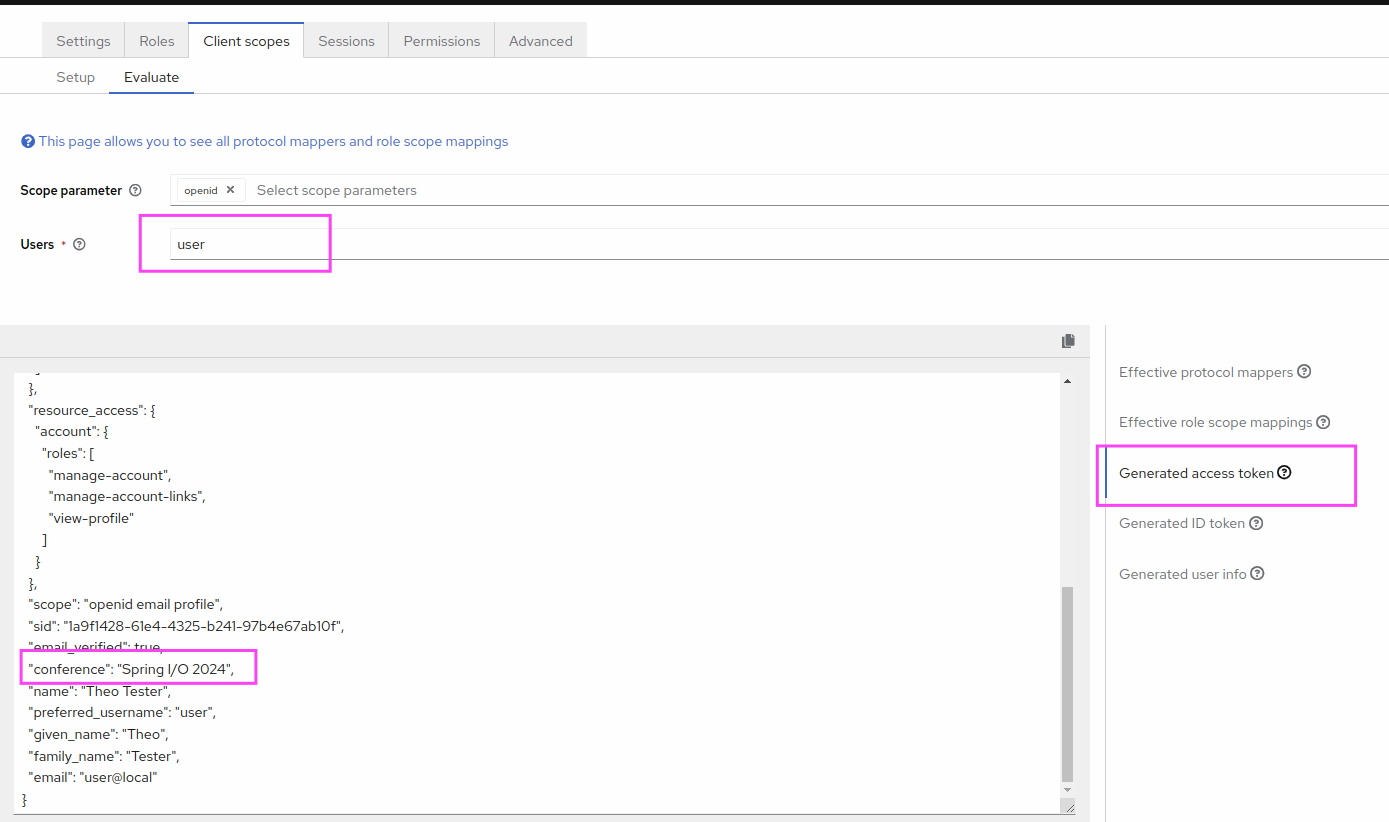 Settings Roles Client scopes Sessions Permissions Advanced
Setup Evaluate
This page allows you to see all protocol mappers and role scope mappings
Scope parameter openid Select scope parameters
Users * user
},
"resource_access": {
"account": {
"roles": [
"manage-account",
"manage-account-links",
"view-profile"
]
}
},
"scope": "openid email profile",
"sid": "1a9f1428-61e4-4325-b241-97b4e67ab10f",
"email_verified": true,
"conference": "Spring I/O 2024",
"name": "Theo Tester",
"preferred_username": "user",
"given_name": "Theo",
"family_name": "Tester",
"email": "user@local"
}
Effective protocol mappers
Effective role scope mappings
Generated access token
Generated ID token
Generated user info